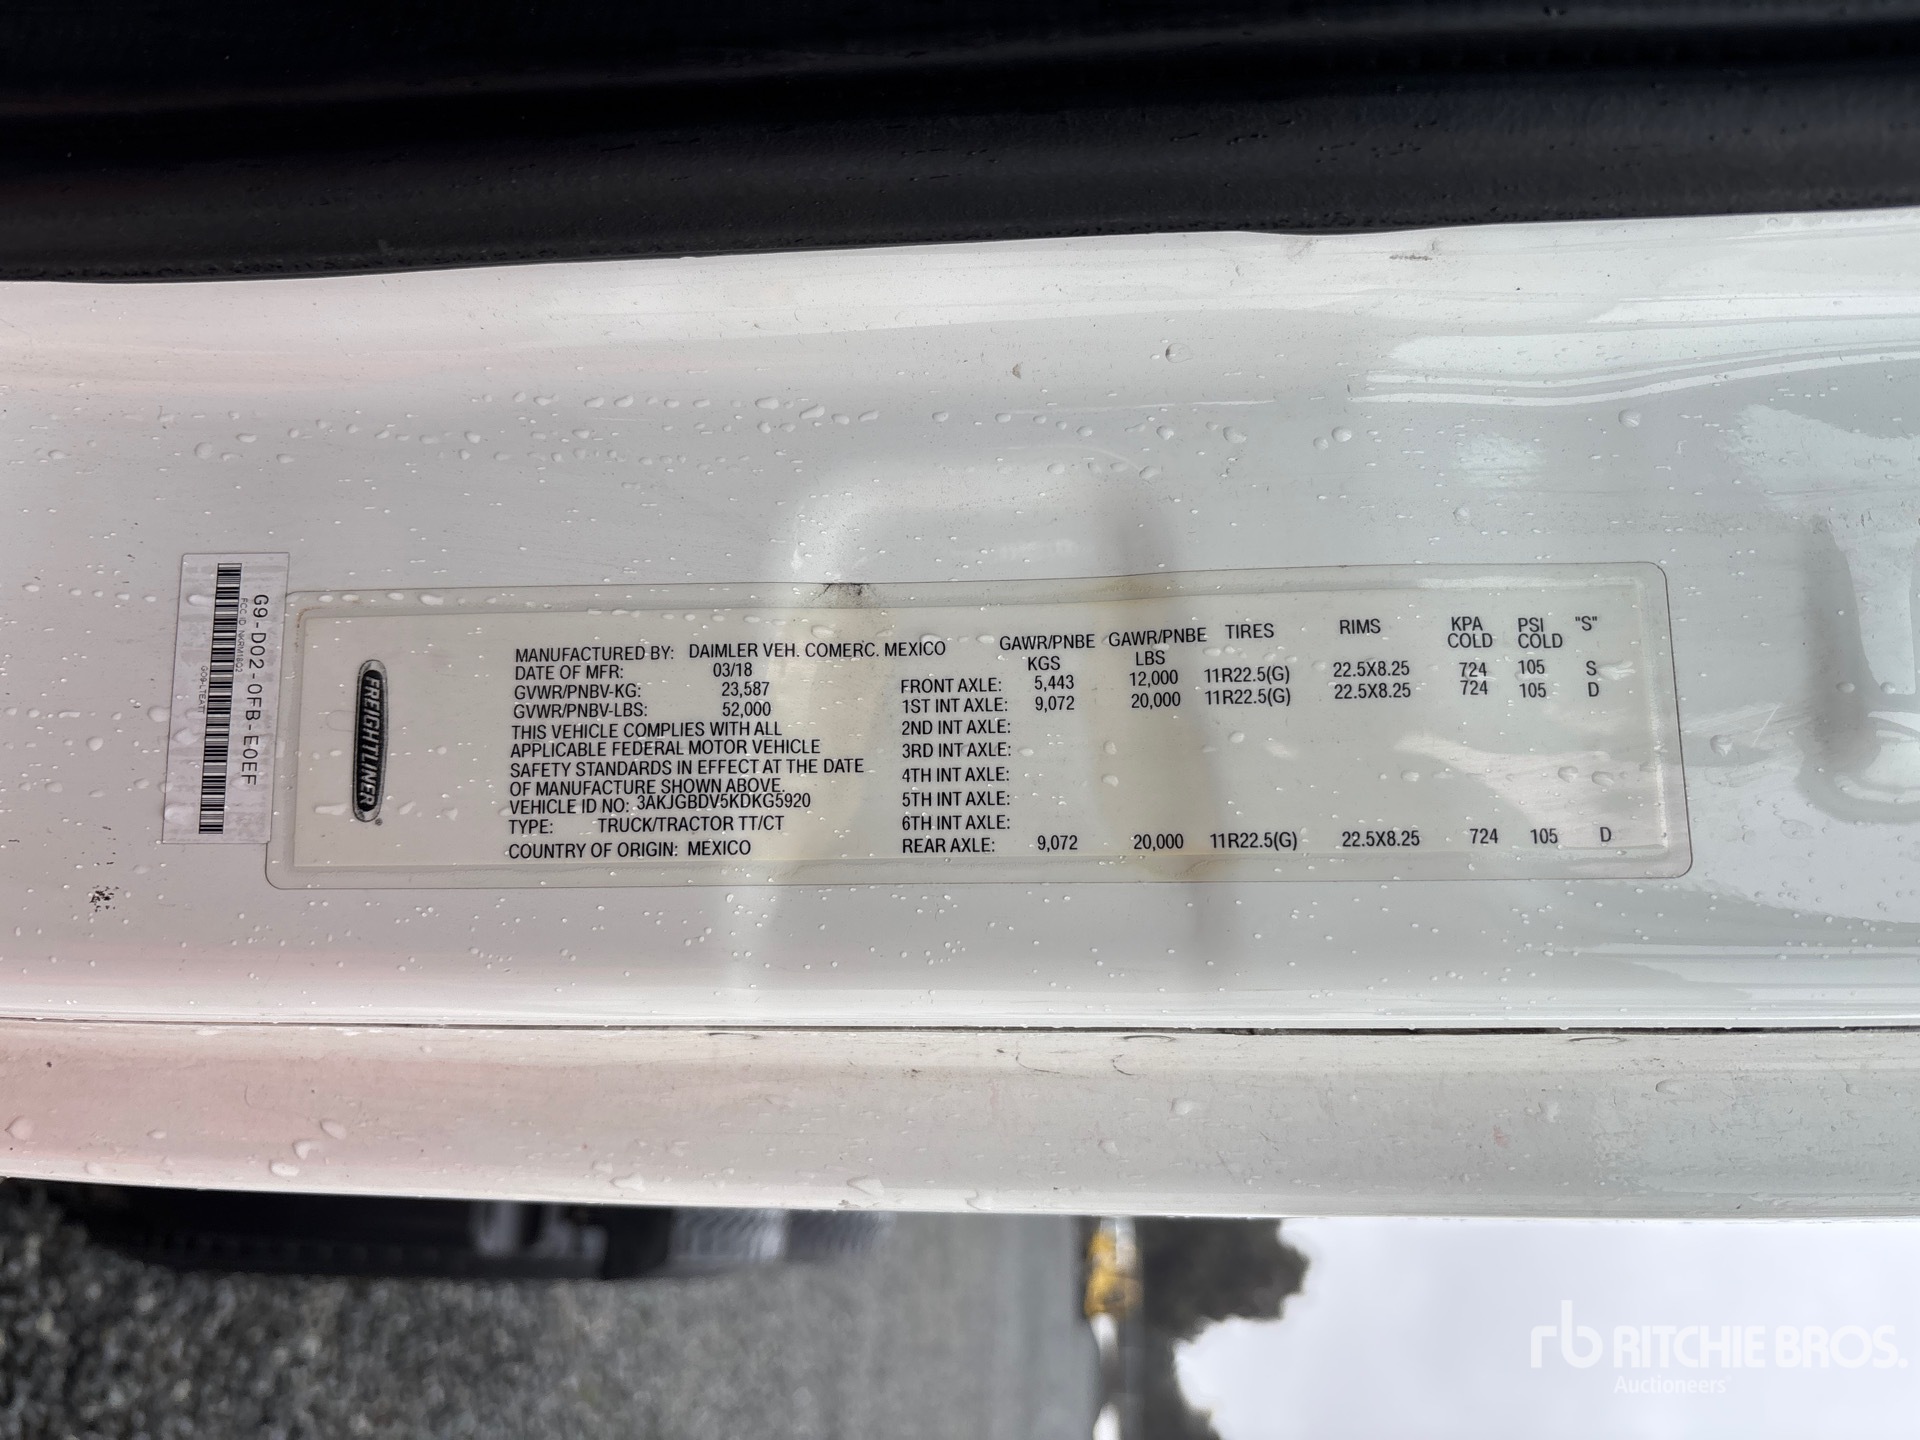 G9-D02-0FB-E0EF
FCC ID: NKRM18Q2
G09-LTEATT
FREIGHTLINER®
MANUFACTURED BY: DAIMLER VEH. COMERC. MEXICO
DATE OF MFR: 03/18
GVWR/PNBV-KG: 23,587
GVWR/PNBV-LBS: 52,000
THIS VEHICLE COMPLIES WITH ALL
APPLICABLE FEDERAL MOTOR VEHICLE
SAFETY STANDARDS IN EFFECT AT THE DATE
OF MANUFACTURE SHOWN ABOVE.
VEHICLE ID NO: 3AKJGBDV5KDKG5920
TYPE: TRUCK/TRACTOR TT/CT
COUNTRY OF ORIGIN: MEXICO
GAWR/PNBE GAWR/PNBE TIRES RIMS KPA PSI "S"
KGS LBS COLD COLD
FRONT AXLE: 5,443 12,000 11R22.5(G) 22.5X8.25 724 105 S
1ST INT AXLE: 9,072 20,000 11R22.5(G) 22.5X8.25 724 105 D
2ND INT AXLE:
3RD INT AXLE:
4TH INT AXLE:
5TH INT AXLE:
6TH INT AXLE:
REAR AXLE: 9,072 20,000 11R22.5(G) 22.5X8.25 724 105 D
rb RITCHIE BROS.
Auctioneers